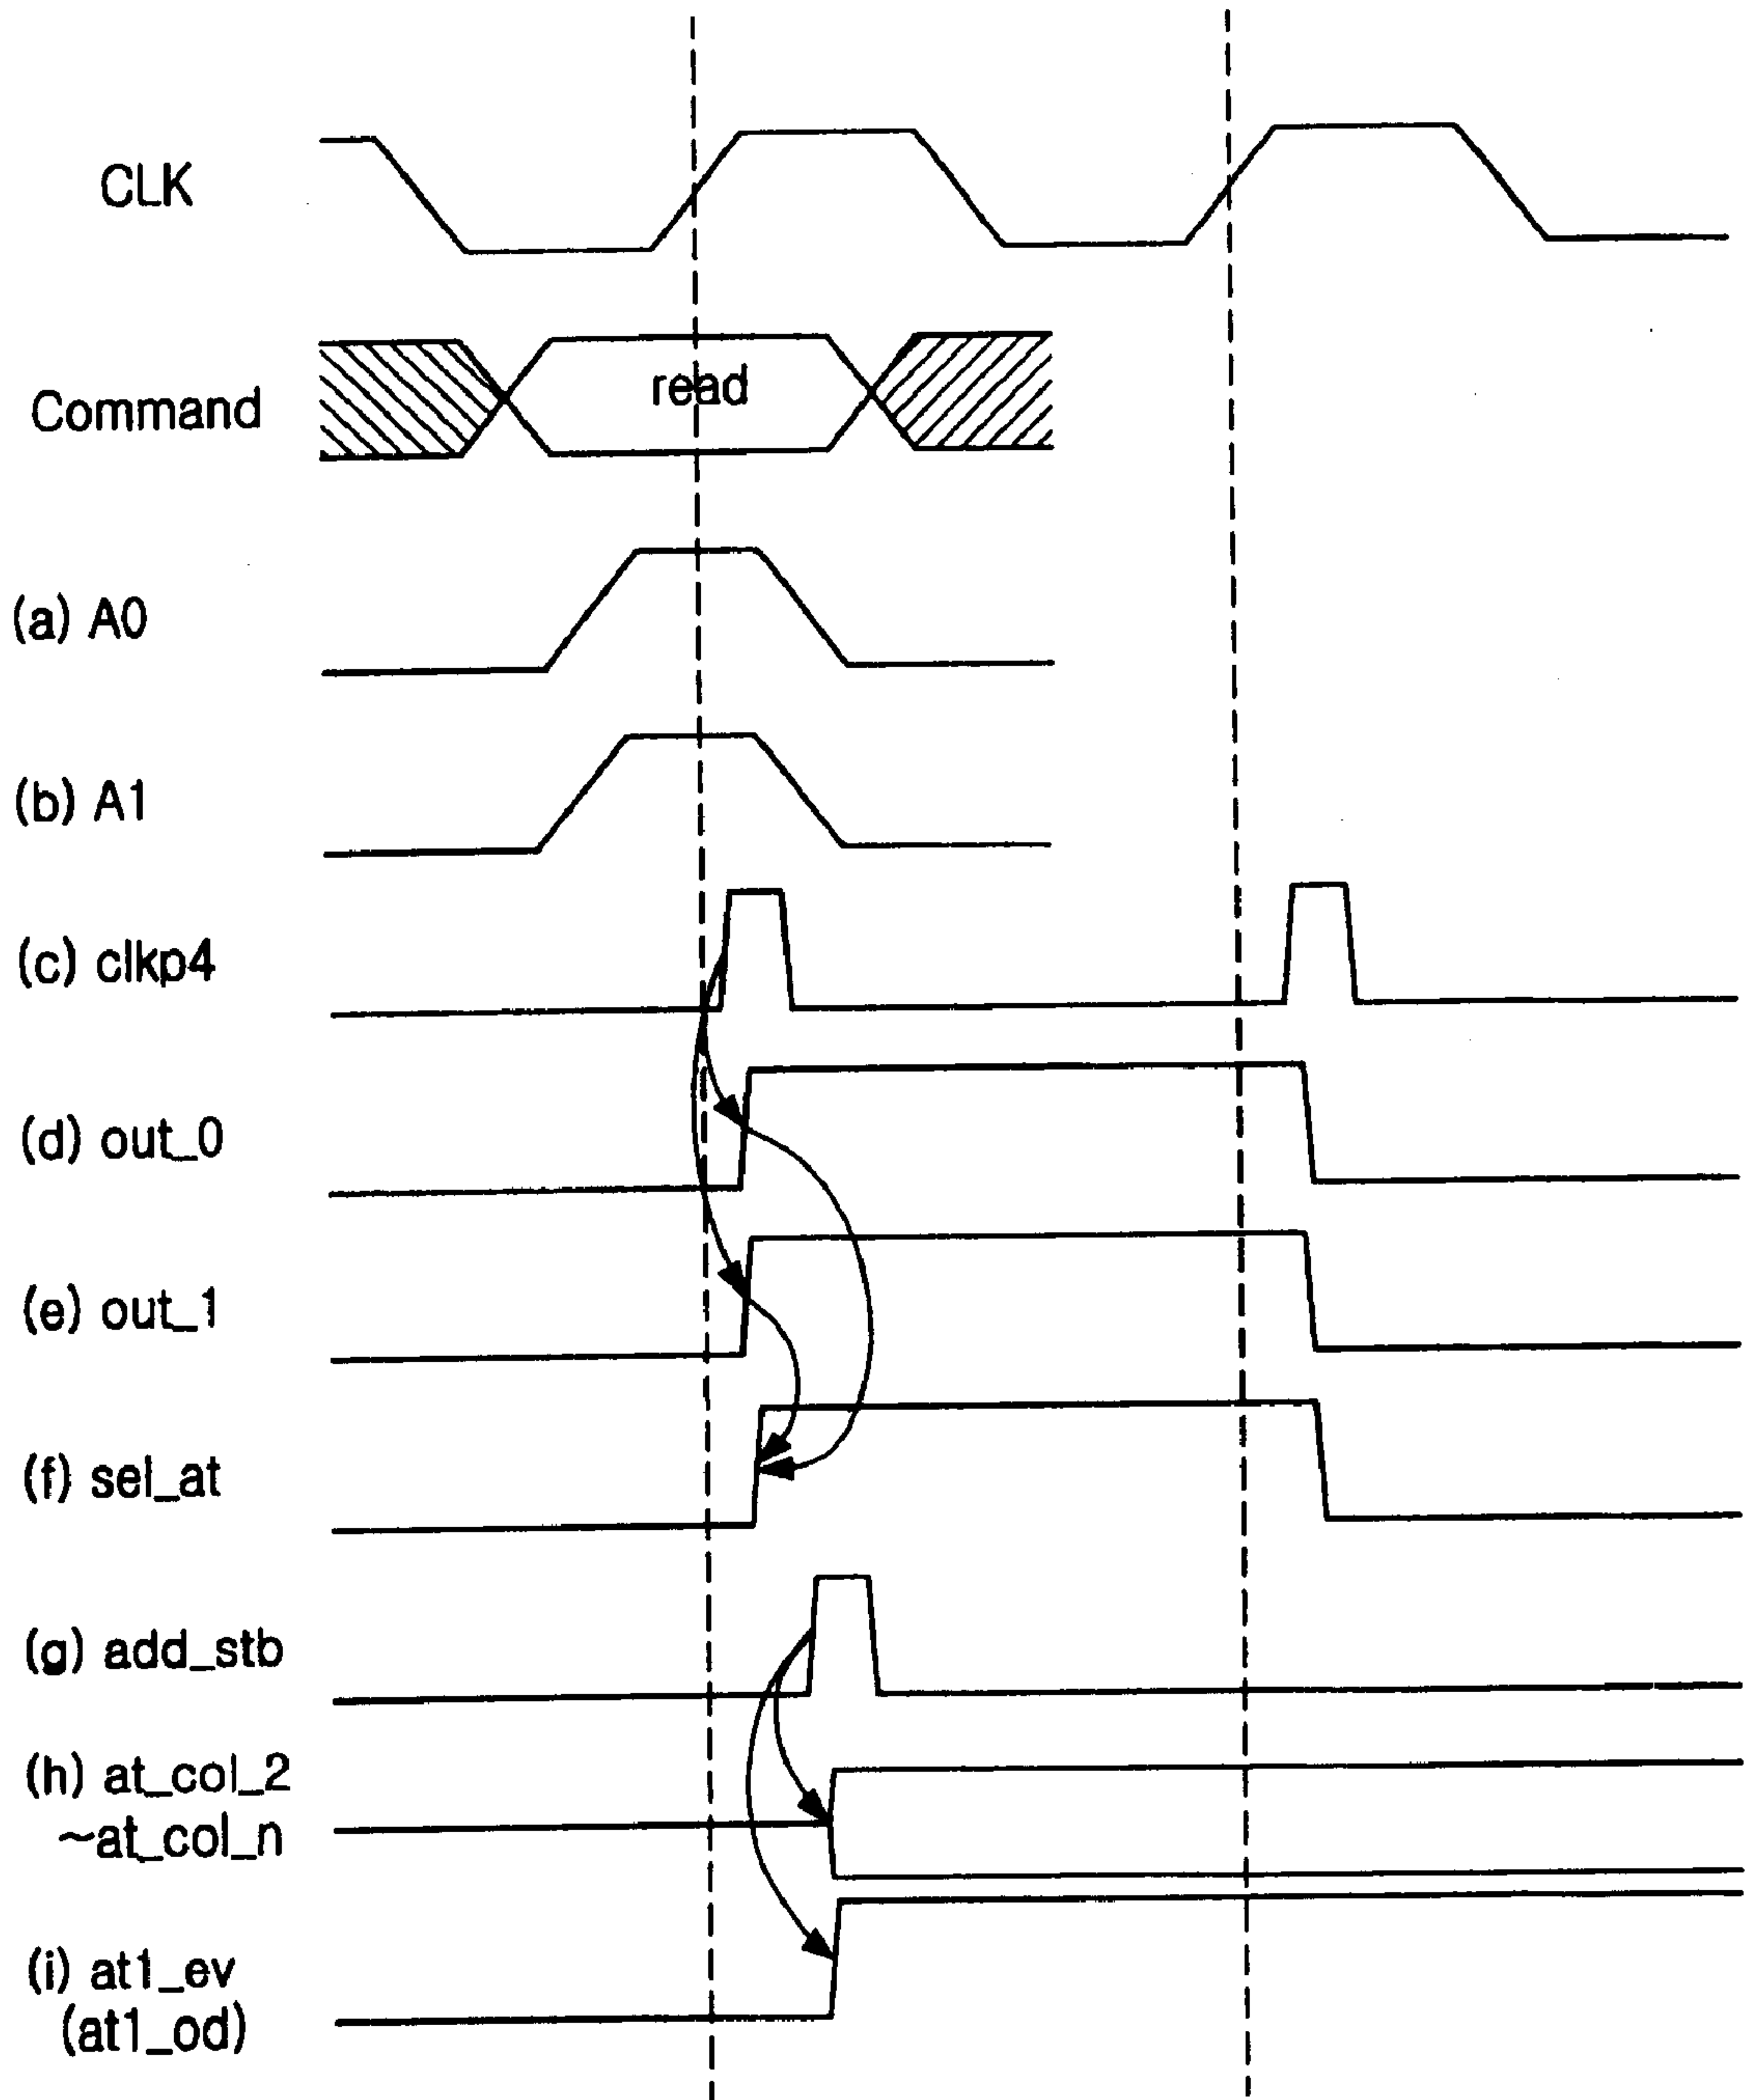 CLK
Command
read
(a) A0
(b) A1
(c) clkp4
(d) out_0
(e) out_1
(f) sel_at
(g) add_stb
(h) at_col_2
~at_col_n
(i) at1_ev
(at1_od)